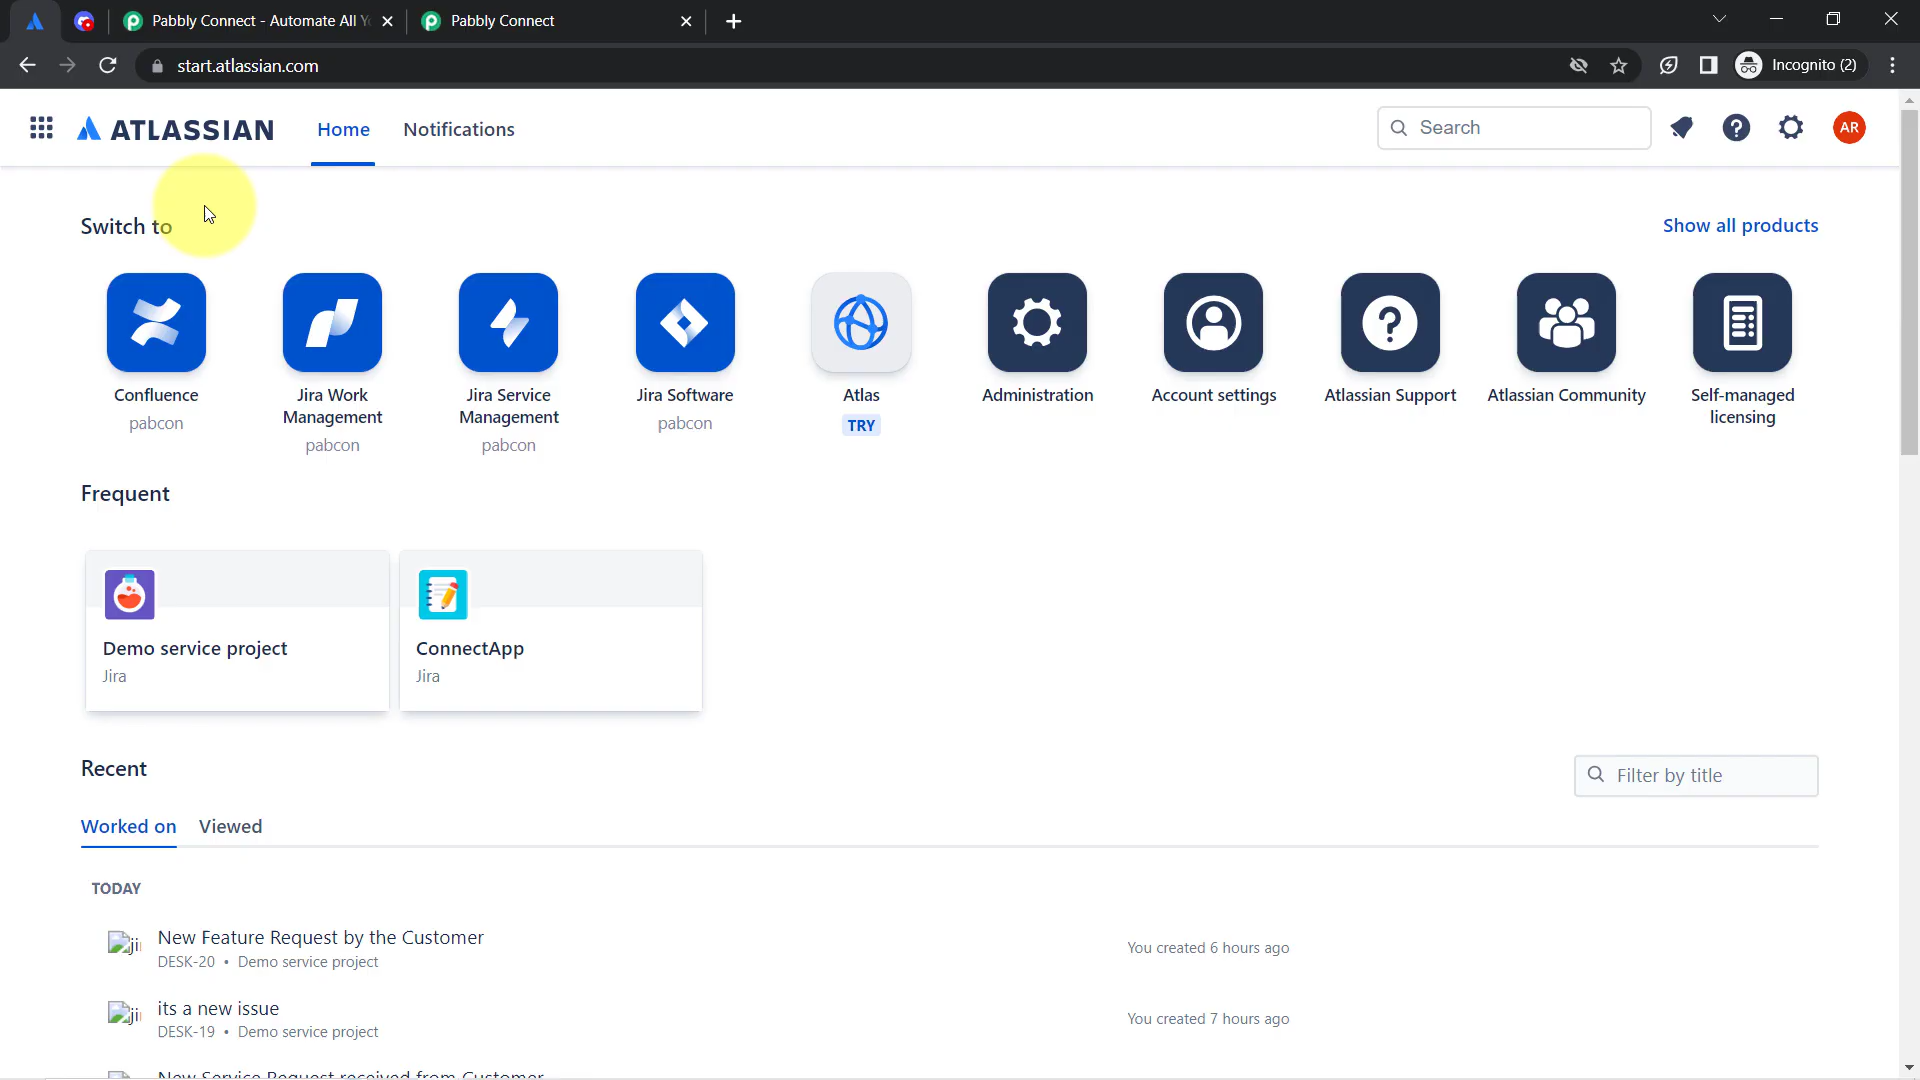 Pabbly Connect - Automate All Y
Pabbly Connect
start.atlassian.com
Incognito (2)
ATLASSIAN
Home
Notifications
Search
AR
Switch to
Show all products
Confluence
pabcon
Jira Work
Management
pabcon
Jira Service
Management
pabcon
Jira Software
pabcon
Atlas
TRY
Administration
Account settings
Atlassian Support
Atlassian Community
Self-managed
licensing
Frequent
Demo service project
Jira
ConnectApp
Jira
Recent
Filter by title
Worked on
Viewed
TODAY
ji
New Feature Request by the Customer
DESK-20 • Demo service project
You created 6 hours ago
ji
its a new issue
DESK-19 • Demo service project
You created 7 hours ago
New Service Request received from Customer